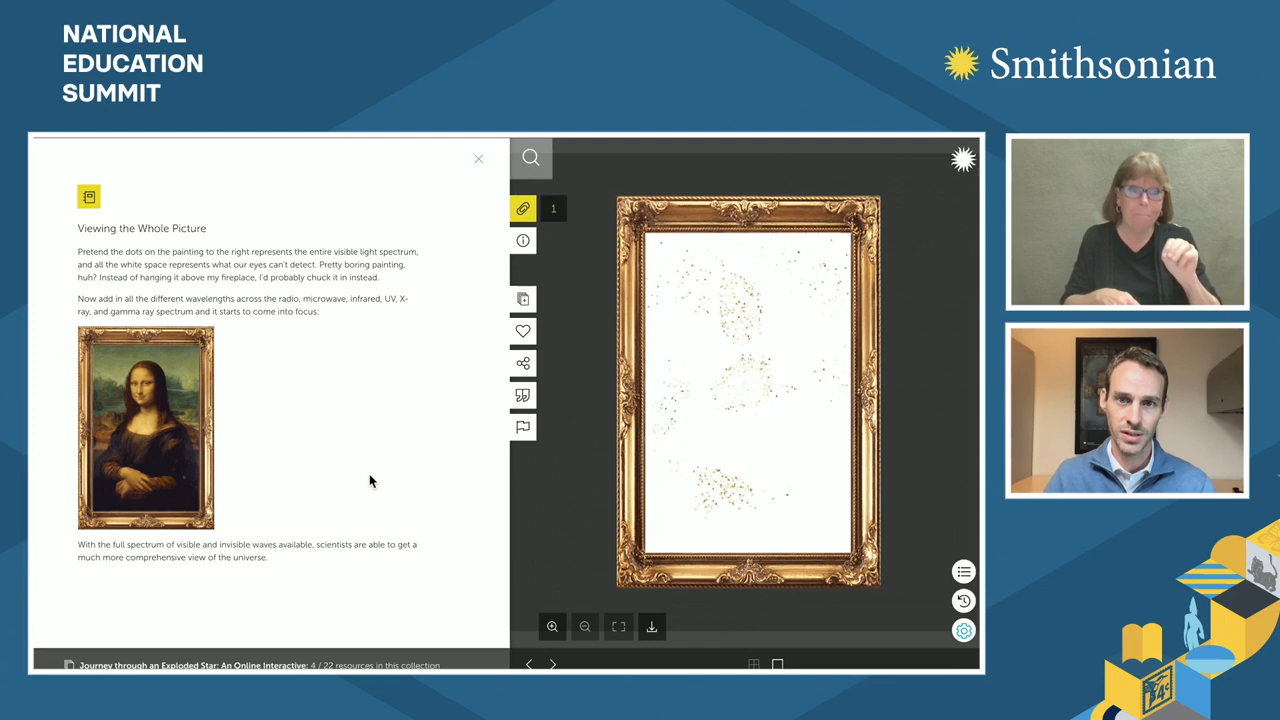 NATIONAL
EDUCATION
SUMMIT
Smithsonian
1
Viewing the Whole Picture
Pretend the dots on the painting to the right represents the entire visible light spectrum,
and all the white space represents what our eyes can't detect. Pretty boring painting,
huh? Instead of hanging it above my fireplace, I'd probably chuck it in instead.
Now add in all the different wavelengths across the radio, microwave, infrared, UV, X-
ray, and gamma ray spectrum and it starts to come into focus:
With the full spectrum of visible and invisible waves available, scientists are able to get a
much more comprehensive view of the universe.
Journey through an Exploded Star: An Online Interactive: 4 / 22 resources in this collection